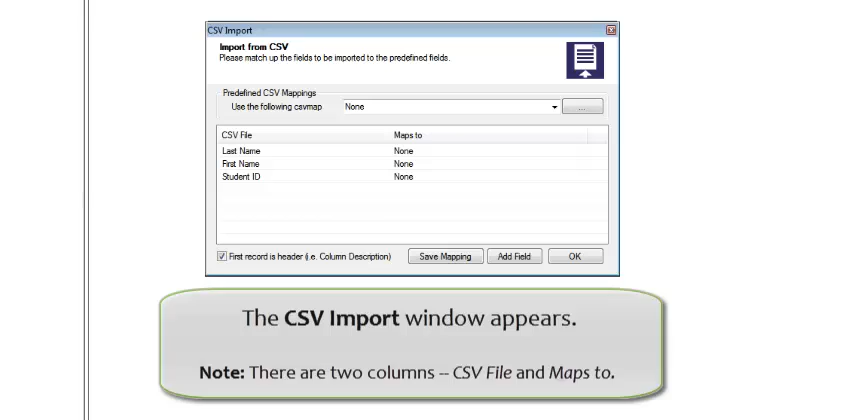 CSV Import
Import from CSV
Please match up the fields to be imported to the predefined fields.
Predefined CSV Mappings
Use the following csvmap None ...
CSV File Maps to
Last Name None
First Name None
Student ID None
First record is header (i.e. Column Description) Save Mapping Add Field OK
The CSV Import window appears.
Note: There are two columns -- CSV File and Maps to.